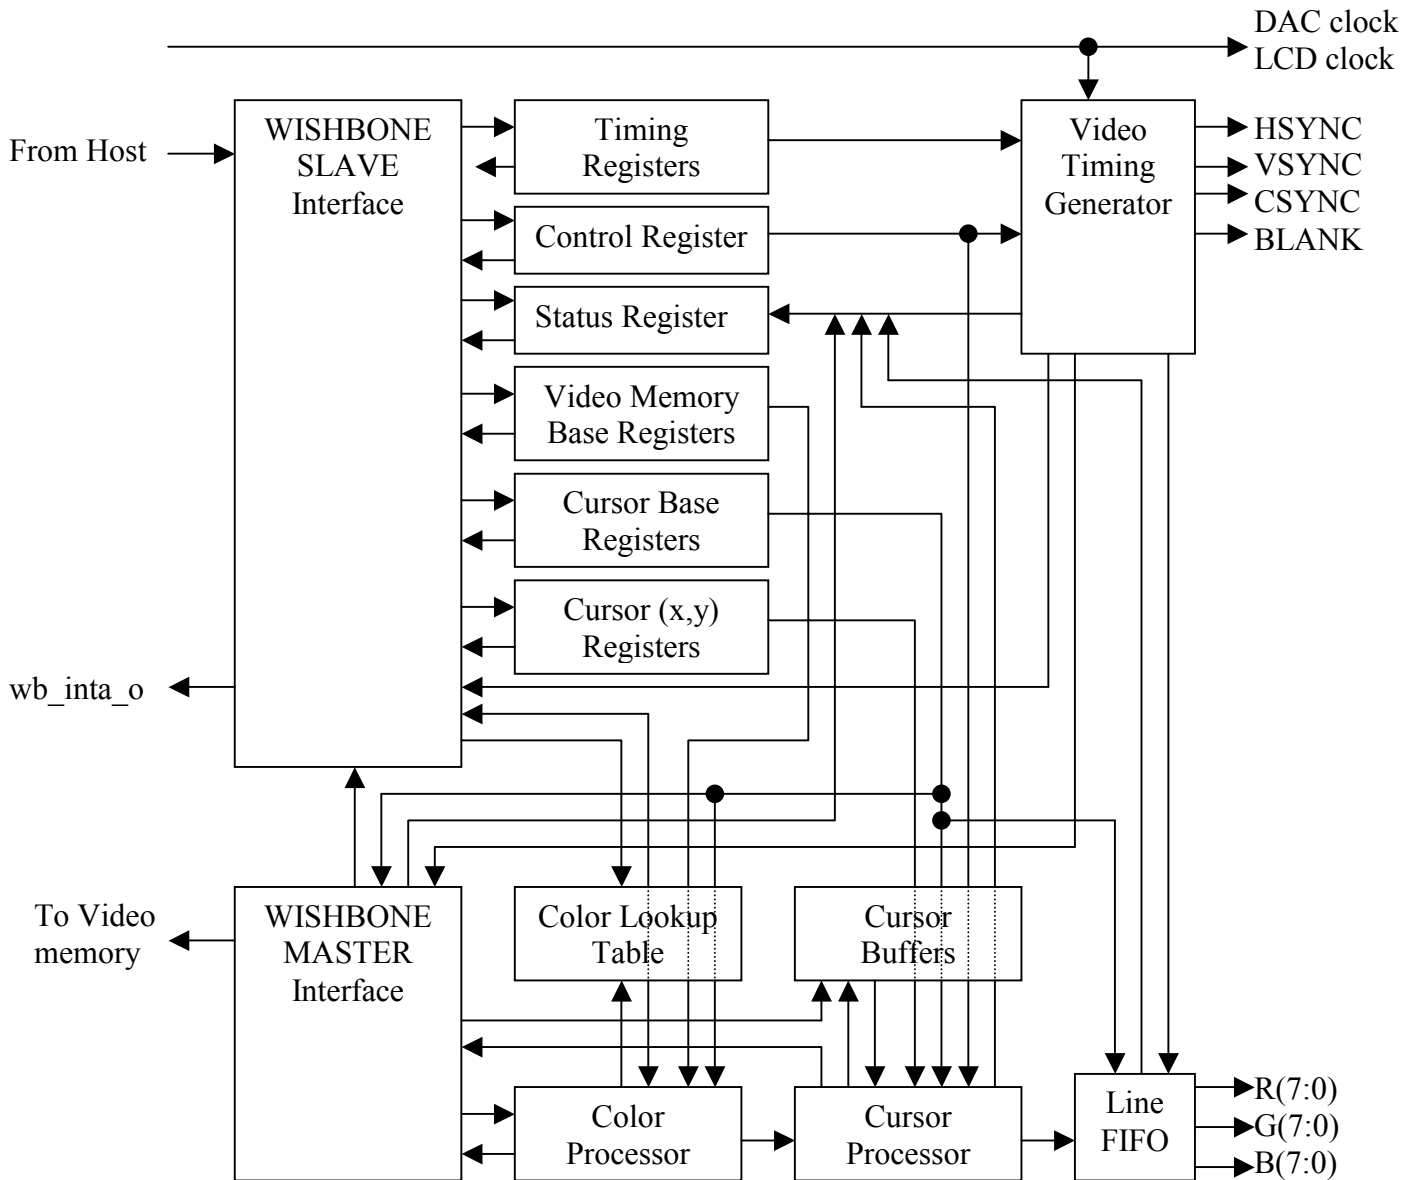 DAC clock
LCD clock
From Host
WISHBONE
SLAVE
Interface
Timing
Registers
Video
Timing
Generator
HSYNC
VSYNC
CSYNC
BLANK
Control Register
Status Register
Video Memory
Base Registers
Cursor Base
Registers
Cursor (x,y)
Registers
wb_inta_o
To Video
memory
WISHBONE
MASTER
Interface
Color Lookup
Table
Cursor
Buffers
Color
Processor
Cursor
Processor
Line
FIFO
R(7:0)
G(7:0)
B(7:0)